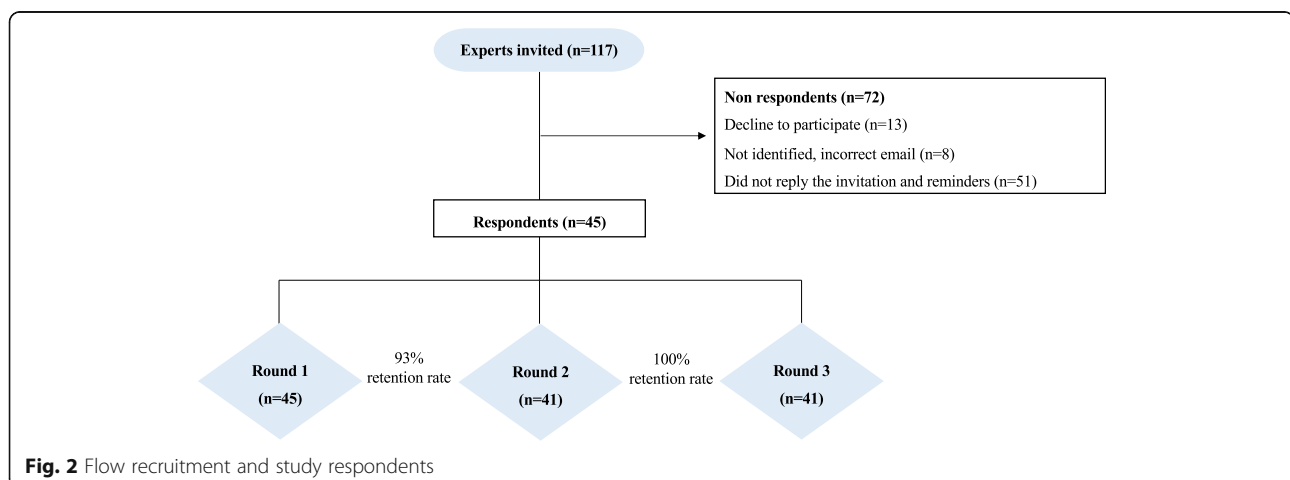 Experts invited (n=117)
Non respondents (n=72)
Decline to participate (n=13)
Not identified, incorrect email (n=8)
Did not reply the invitation and reminders (n=51)
Respondents (n=45)
Round 1
(n=45)
93%
retention rate
Round 2
(n=41)
100%
retention rate
Round 3
(n=41)
Fig. 2 Flow recruitment and study respondents